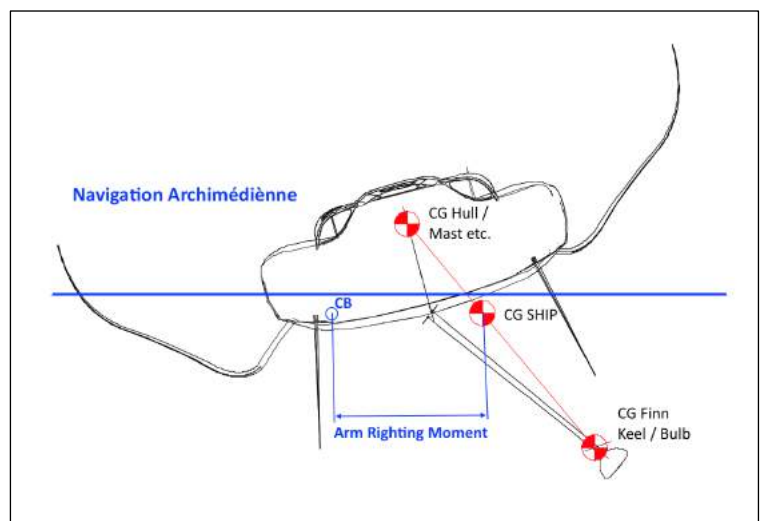 Navigation Archimédiènne
CG Hull /
Mast etc.
CB
CG SHIP
Arm Righting Moment
CG Finn
Keel / Bulb